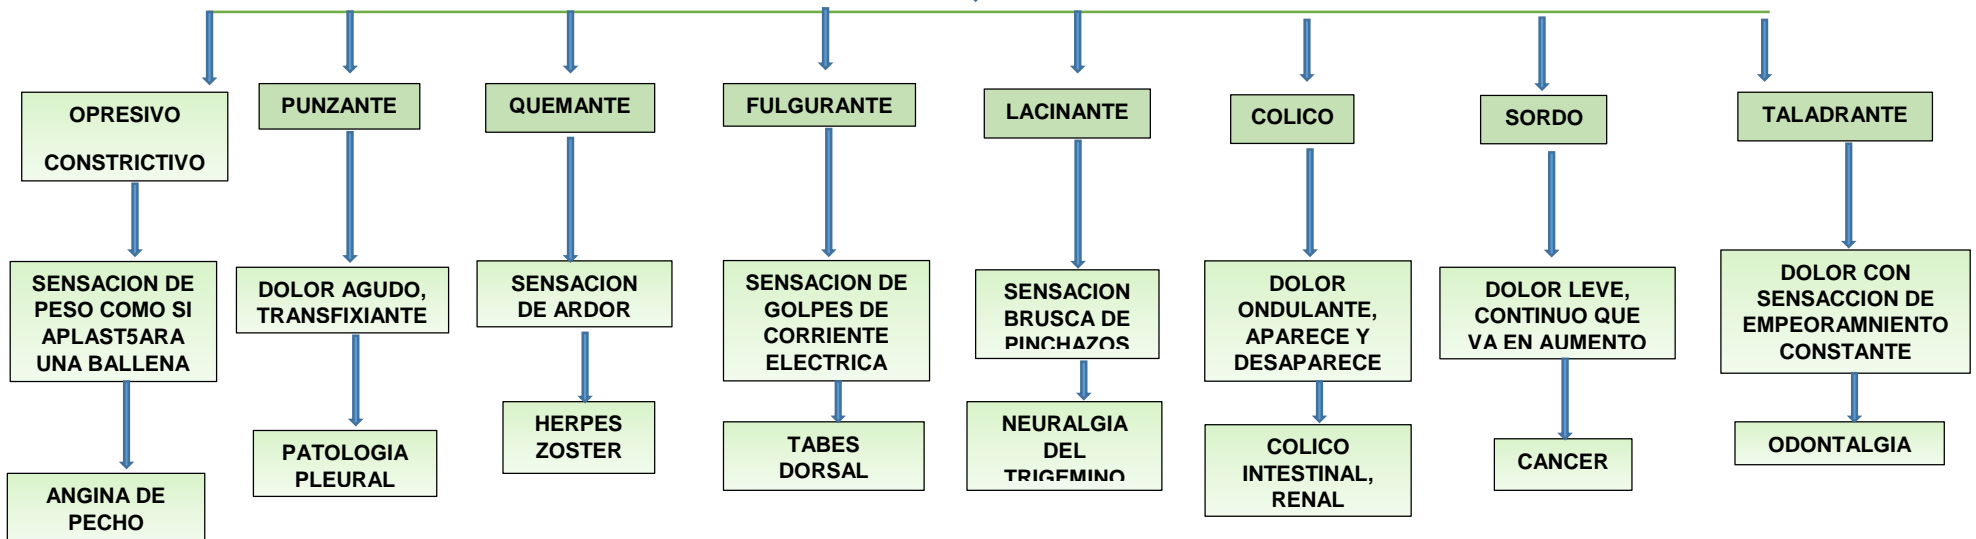 OPRESIVO
CONSTRICTIVO
PUNZANTE
QUEMANTE
FULGURANTE
LACINANTE
COLICO
SORDO
TALADRANTE
SENSACION DE
PESO COMO SI
APLAST5ARA
UNA BALLENA
DOLOR AGUDO,
TRANSFIXIANTE
SENSACION
DE ARDOR
SENSACION DE
GOLPES DE
CORRIENTE
ELECTRICA
SENSACION
BRUSCA DE
PINCHAZOS
DOLOR
ONDULANTE,
APARECE Y
DESAPARECE
DOLOR LEVE,
CONTINUO QUE
VA EN AUMENTO
DOLOR CON
SENSACCION DE
EMPEORAMNIENTO
CONSTANTE
ANGINA DE
PECHO
PATOLOGIA
PLEURAL
HERPES
ZOSTER
TABES
DORSAL
NEURALGIA
DEL
TRIGEMINO
COLICO
INTESTINAL,
RENAL
CANCER
ODONTALGIA